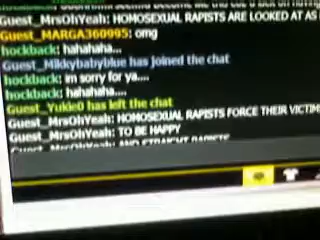 Guest_MrsOhYeah: HOMOSEXUAL RAPISTS ARE LOOKED AT AS
Guest_MARGA360995: omg
hockback: hahahaha...
Guest_Mikkybabyblue has joined the chat
hockback: im sorry for ya....
hockback: hahahaha....
Guest_Yukie0 has left the chat
Guest_MrsOhYeah: HOMOSEXUAL RAPISTS FORCE THEIR VICTIM
Guest_MrsOhYeah: TO BE HAPPY
Guest_MrsOhYeah: AND STRAIGHT RAPISTS